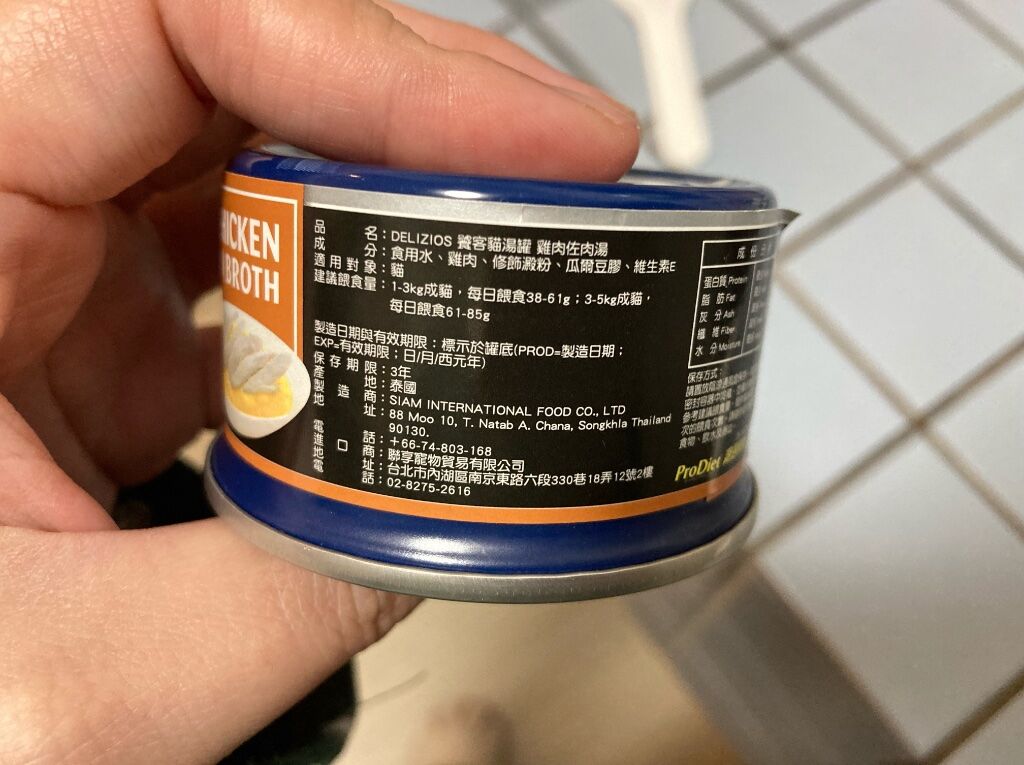 CHICKEN
BROTH
品 名：DELIZIOS 饕客貓湯罐 雞肉佐肉湯
成 分：食用水、雞肉、修飾澱粉、瓜爾豆膠、維生素E
適用對象：貓
建議餵食量：1-3kg成貓，每日餵食38-61g；3-5kg成貓，
每日餵食61-85g
製造日期與有效期限：標示於罐底(PROD=製造日期；
EXP=有效期限；日/月/西元年)
保存期限：3年
產 地：泰國
製 造 商：SIAM INTERNATIONAL FOOD CO., LTD
地 址：88 Moo 10, T. Natab A. Chana, Songkhla Thailand
90130.
電 話：+66-74-803-168
進 口 商：聯享寵物貿易有限公司
地 址：台北市內湖區南京東路六段330巷18弄12號2樓
電 話：02-8275-2616
成 份
蛋白質 Protein
脂 肪 Fat
灰 分 Ash
纖 維 Fiber
水 分 Moisture
保存方式：
ProDiet